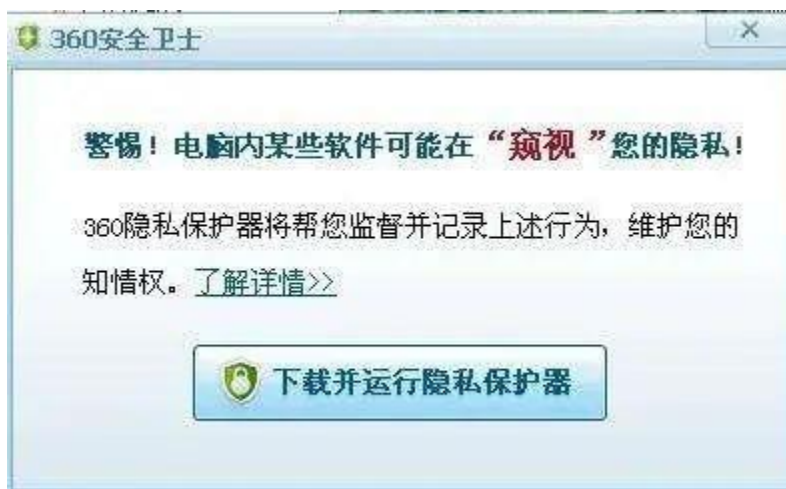 360安全卫士
警惕！电脑内某些软件可能在“窥视”您的隐私！
360隐私保护器将帮您监督并记录上述行为，维护您的
知情权。了解详情>>
下载并运行隐私保护器